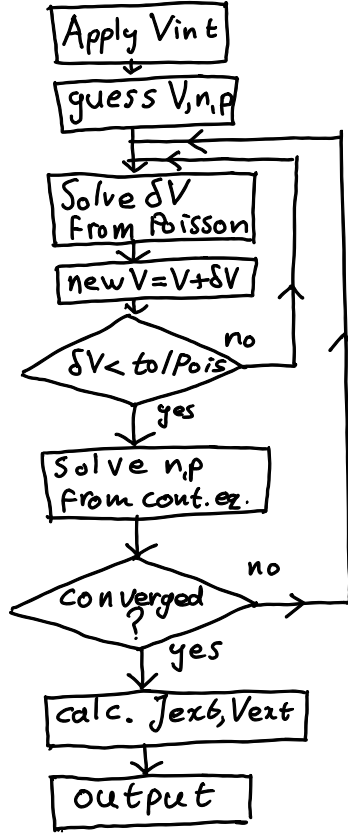 Apply Vint
guess V,n,p
Solve δV
from Poisson
new V=V+δV
no
δV< tolPois
yes
Solve n,p
from cont.eq.
no
converged
?
yes
calc. Jext,Vext
output